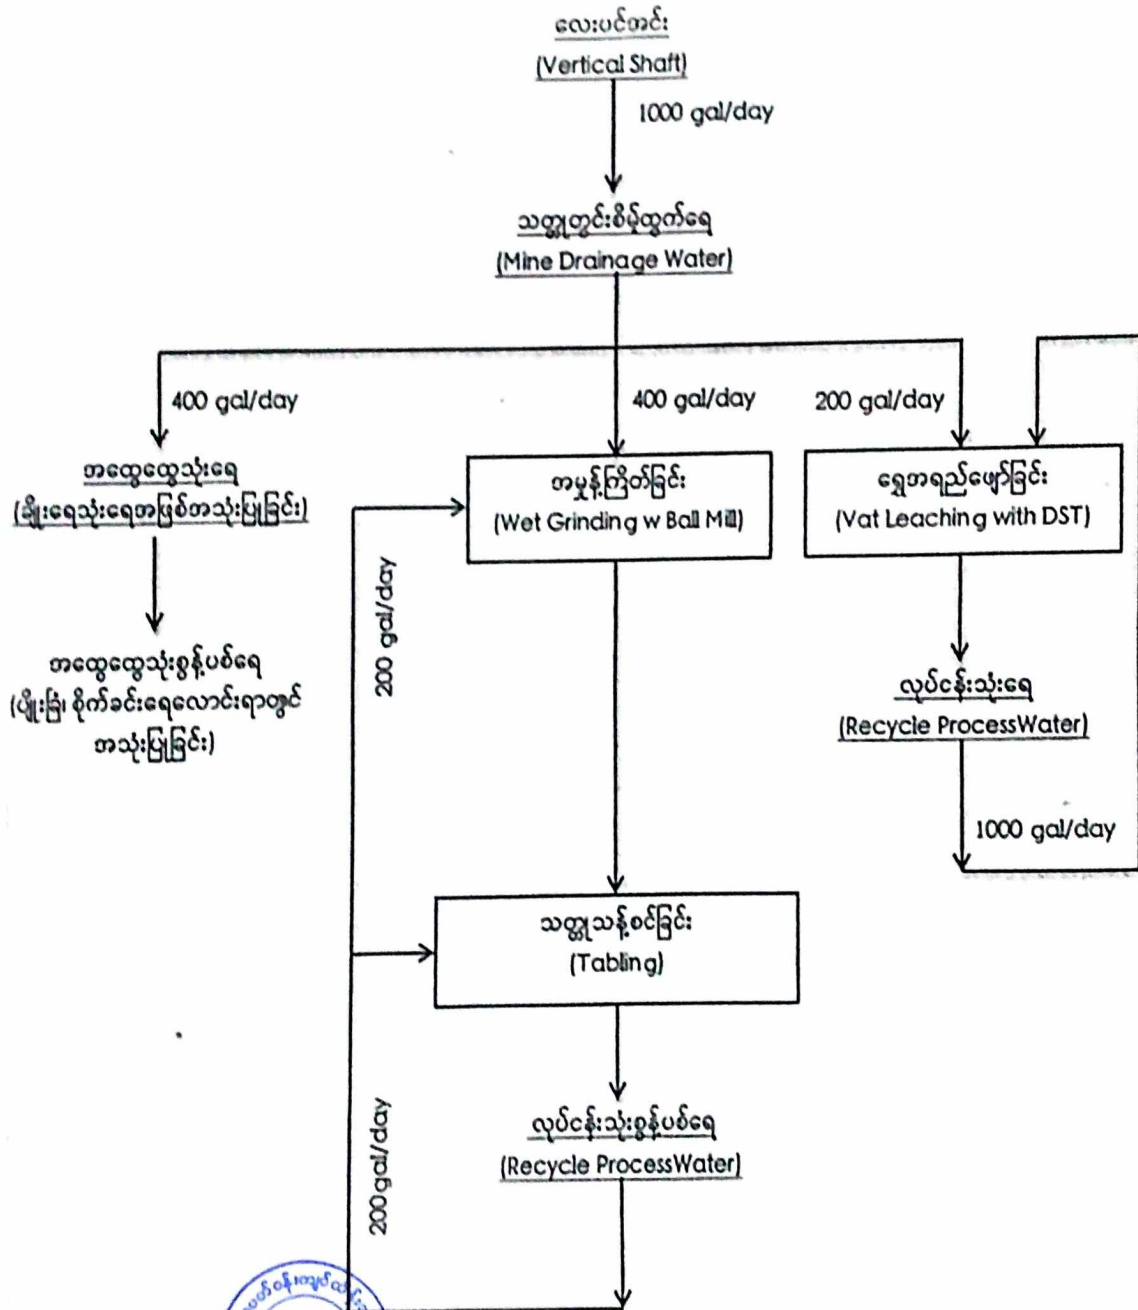 လေးပင်တင်း
(Vertical Shaft)
1000 gal/day
သတ္တုတွင်းစိမ့်ထွက်ရေ
(Mine Drainage Water)
400 gal/day
400 gal/day
200 gal/day
အထွေထွေသုံးရေ
(ချိုးရေသုံးရေအဖြစ်အသုံးပြုခြင်း)
အမှုန့်ကြိတ်ခြင်း
(Wet Grinding w Ball Mill)
ရွှေအရည်ဖျော်ခြင်း
(Vat Leaching with DST)
200 gal/day
အထွေထွေသုံးစွန့်ပစ်ရေ
(ပျိုးခြံ၊ စိုက်ခင်းရေလောင်းရာတွင်
အသုံးပြုခြင်း)
လုပ်ငန်းသုံးရေ
(Recycle ProcessWater)
1000 gal/day
သတ္တုသန့်စင်ခြင်း
(Tabling)
200gal/day
လုပ်ငန်းသုံးစွန့်ပစ်ရေ
(Recycle ProcessWater)